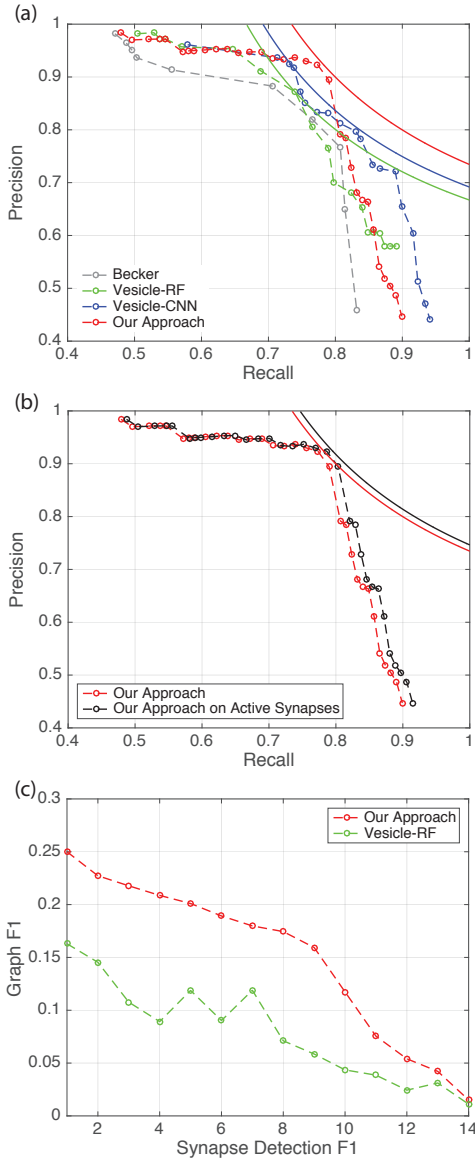 (a)
1
0.9
0.8
0.7
0.6
0.5
0.4
Precision
Becker
Vesicle-RF
Vesicle-CNN
Our Approach
0.4 0.5 0.6 0.7 0.8 0.9 1
Recall
(b)
1
0.9
0.8
0.7
0.6
0.5
0.4
Precision
Our Approach
Our Approach on Active Synapses
0.4 0.5 0.6 0.7 0.8 0.9 1
Recall
(c)
0.3
0.25
0.2
0.15
0.1
0.05
0
Graph F1
Our Approach
Vesicle-RF
2 4 6 8 10 12 14
Synapse Detection F1